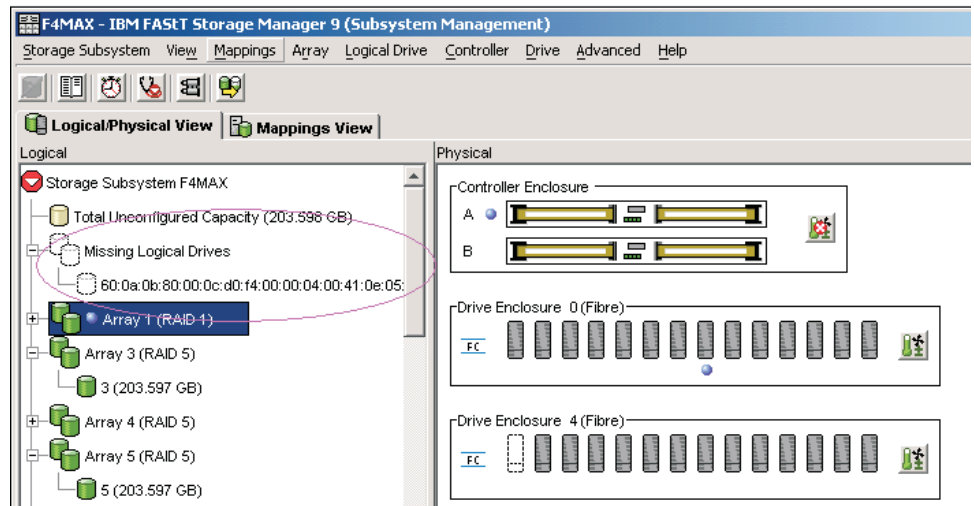 F4MAX - IBM FAStT Storage Manager 9 (Subsystem Management)
Storage Subsystem View Mappings Array Logical Drive Controller Drive Advanced Help
Logical/Physical View Mappings View
Logical
Storage Subsystem F4MAX
Total Unconfigured Capacity (203.598 GB)
Missing Logical Drives
60:0a:0b:80:00:0c:d0:f4:00:00:04:00:41:0e:05:
Array 1 (RAID 1)
Array 3 (RAID 5)
3 (203.597 GB)
Array 4 (RAID 5)
Array 5 (RAID 5)
5 (203.597 GB)
Physical
Controller Enclosure
A
B
Drive Enclosure 0 (Fibre)
FC
Drive Enclosure 4 (Fibre)
FC